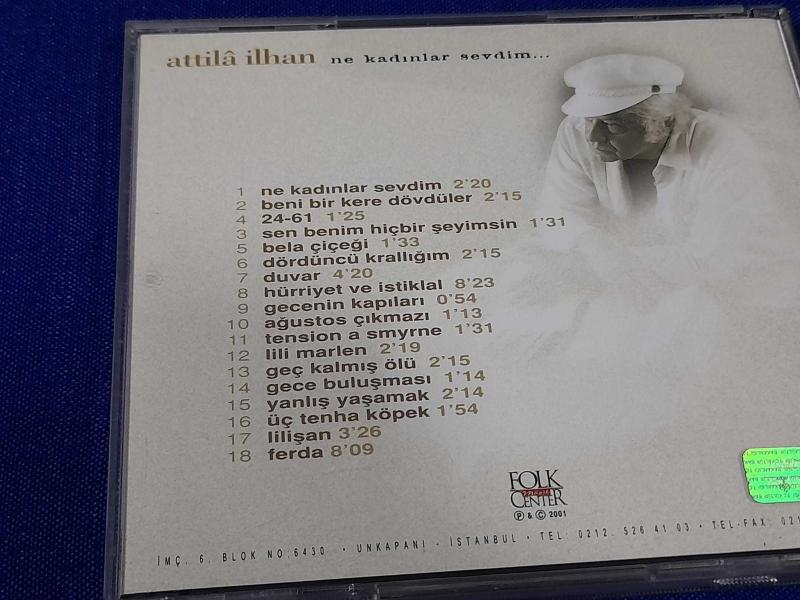 attilâ ilhan ne kadınlar sevdim...
1 ne kadınlar sevdim 2'20
2 beni bir kere dövdüler 2'15
4 24-61 1'25
3 sen benim hiçbir şeyimsin 1'31
5 bela çiçeği 1'33
6 dördüncü krallığım 2'15
7 duvar 4'20
8 hürriyet ve istiklal 8'23
9 gecenin kapıları 0'54
10 ağustos çıkmazı 1'13
11 tension a smyrne 1'31
12 lili marlen 2'19
13 geç kalmış ölü 2'15
14 gece buluşması 1'14
15 yanlış yaşamak 2'14
16 üç tenha köpek 1'54
17 lilişan 3'26
18 ferda 8'09
FOLK
MÜZİK
CENTER
℗ & © 2001
İMÇ. 6. BLOK NO:6430 • UNKAPANI - İSTANBUL • TEL: 0212. 526 41 03 • TEL-FAX: 021